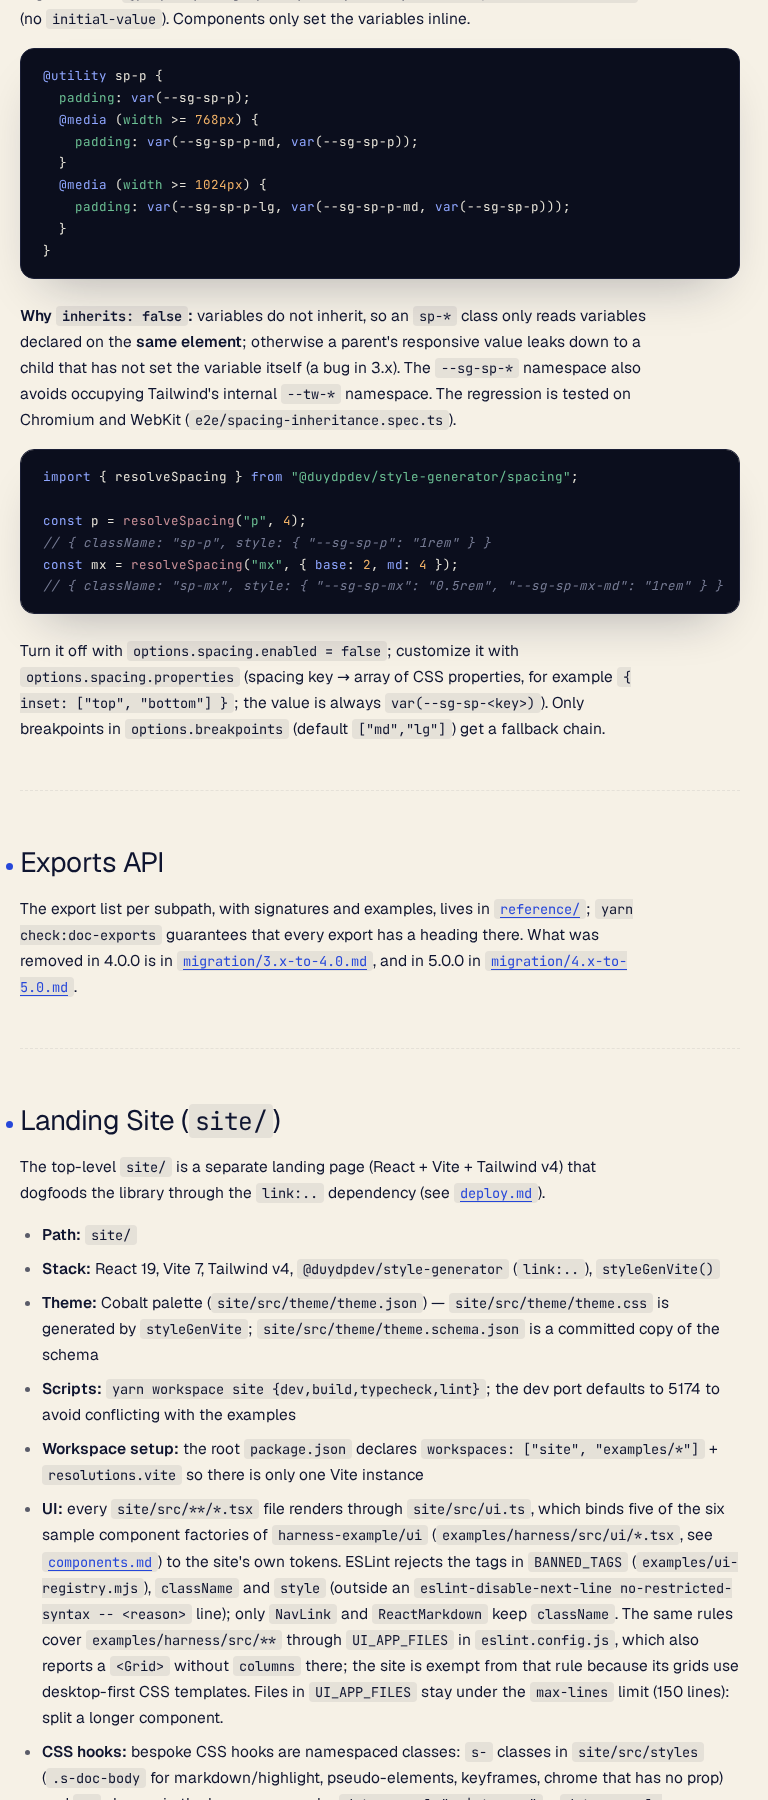 (no initial-value). Components only set the variables inline.
@utility sp-p {
  padding: var(--sg-sp-p);
  @media (width >= 768px) {
    padding: var(--sg-sp-p-md, var(--sg-sp-p));
  }
  @media (width >= 1024px) {
    padding: var(--sg-sp-p-lg, var(--sg-sp-p-md, var(--sg-sp-p)));
  }
}
Why inherits: false: variables do not inherit, so an sp-* class only reads variables
declared on the same element; otherwise a parent's responsive value leaks down to a
child that has not set the variable itself (a bug in 3.x). The --sg-sp-* namespace also
avoids occupying Tailwind's internal --tw-* namespace. The regression is tested on
Chromium and WebKit (e2e/spacing-inheritance.spec.ts).
import { resolveSpacing } from "@duydpdev/style-generator/spacing";
const p = resolveSpacing("p", 4);
// { className: "sp-p", style: { "--sg-sp-p": "1rem" } }
const mx = resolveSpacing("mx", { base: 2, md: 4 });
// { className: "sp-mx", style: { "--sg-sp-mx": "0.5rem", "--sg-sp-mx-md": "1rem" } }
Turn it off with options.spacing.enabled = false; customize it with
options.spacing.properties (spacing key → array of CSS properties, for example {
inset: ["top", "bottom"] }; the value is always var(--sg-sp-<key>)). Only
breakpoints in options.breakpoints (default ["md","lg"]) get a fallback chain.
Exports API
The export list per subpath, with signatures and examples, lives in reference/; yarn
check:doc-exports guarantees that every export has a heading there. What was
removed in 4.0.0 is in migration/3.x-to-4.0.md, and in 5.0.0 in migration/4.x-to-
5.0.md.
Landing Site (site/)
The top-level site/ is a separate landing page (React + Vite + Tailwind v4) that
dogfoods the library through the link:.. dependency (see deploy.md).
• Path: site/
• Stack: React 19, Vite 7, Tailwind v4, @duydpdev/style-generator (link:..), styleGenVite()
• Theme: Cobalt palette (site/src/theme/theme.json) — site/src/theme/theme.css is
generated by styleGenVite; site/src/theme/theme.schema.json is a committed copy of the
schema
• Scripts: yarn workspace site {dev,build,typecheck,lint}; the dev port defaults to 5174 to
avoid conflicting with the examples
• Workspace setup: the root package.json declares workspaces: ["site", "examples/*"] +
resolutions.vite so there is only one Vite instance
• UI: every site/src/**/*.tsx file renders through site/src/ui.ts, which binds five of the six
sample component factories of harness-example/ui (examples/harness/src/ui/*.tsx, see
components.md) to the site's own tokens. ESLint rejects the tags in BANNED_TAGS (examples/ui-
registry.mjs), className and style (outside an eslint-disable-next-line no-restricted-
syntax -- <reason> line); only NavLink and ReactMarkdown keep className. The same rules
cover examples/harness/src/** through UI_APP_FILES in eslint.config.js, which also
reports a <Grid> without columns there; the site is exempt from that rule because its grids use
desktop-first CSS templates. Files in UI_APP_FILES stay under the max-lines limit (150 lines):
split a longer component.
• CSS hooks: bespoke CSS hooks are namespaced classes: s- classes in site/src/styles
(.s-doc-body for markdown/highlight, pseudo-elements, keyframes, chrome that has no prop)